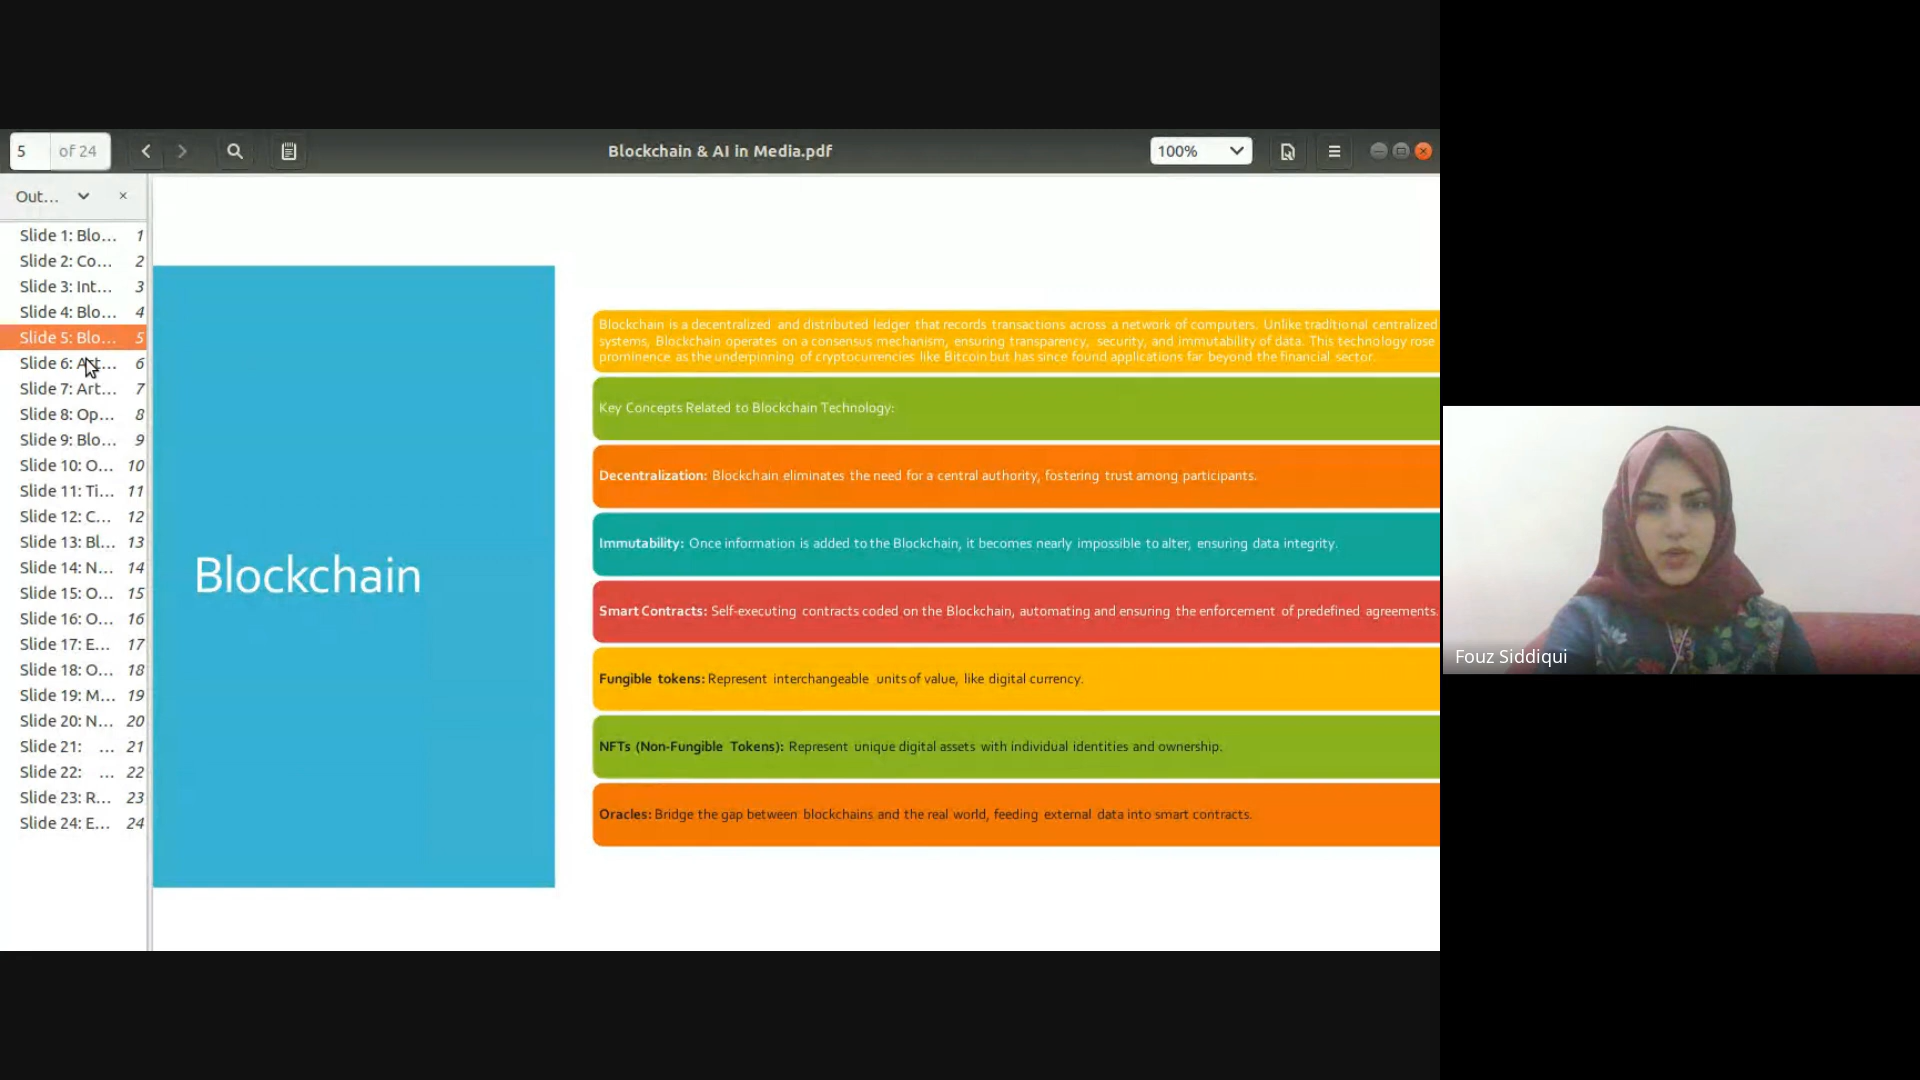 5 of 24
Blockchain & AI in Media.pdf
100%
Out...
Slide 1: Blo... 1
Slide 2: Co... 2
Slide 3: Int... 3
Slide 4: Blo... 4
Slide 5: Blo... 5
Slide 6: A t... 6
Slide 7: Art... 7
Slide 8: Op... 8
Slide 9: Blo... 9
Slide 10: O... 10
Slide 11: Ti... 11
Slide 12: C... 12
Slide 13: Bl... 13
Slide 14: N... 14
Slide 15: O... 15
Slide 16: O... 16
Slide 17: E... 17
Slide 18: O... 18
Slide 19: M... 19
Slide 20: N... 20
Slide 21: ... 21
Slide 22: ... 22
Slide 23: R... 23
Slide 24: E... 24
Blockchain
Blockchain is a decentralized and distributed ledger that records transactions across a network of computers. Unlike traditional centralized
systems, Blockchain operates on a consensus mechanism, ensuring transparency, security, and immutability of data. This technology rose
prominence as the underpinning of cryptocurrencies like Bitcoin but has since found applications far beyond the financial sector.
Key Concepts Related to Blockchain Technology:
Decentralization: Blockchain eliminates the need for a central authority, fostering trust among participants.
Immutability: Once information is added to the Blockchain, it becomes nearly impossible to alter, ensuring data integrity.
Smart Contracts: Self-executing contracts coded on the Blockchain, automating and ensuring the enforcement of predefined agreements.
Fungible tokens: Represent interchangeable units of value, like digital currency.
NFTs (Non-Fungible Tokens): Represent unique digital assets with individual identities and ownership.
Oracles: Bridge the gap between blockchains and the real world, feeding external data into smart contracts.
Fouz Siddiqui